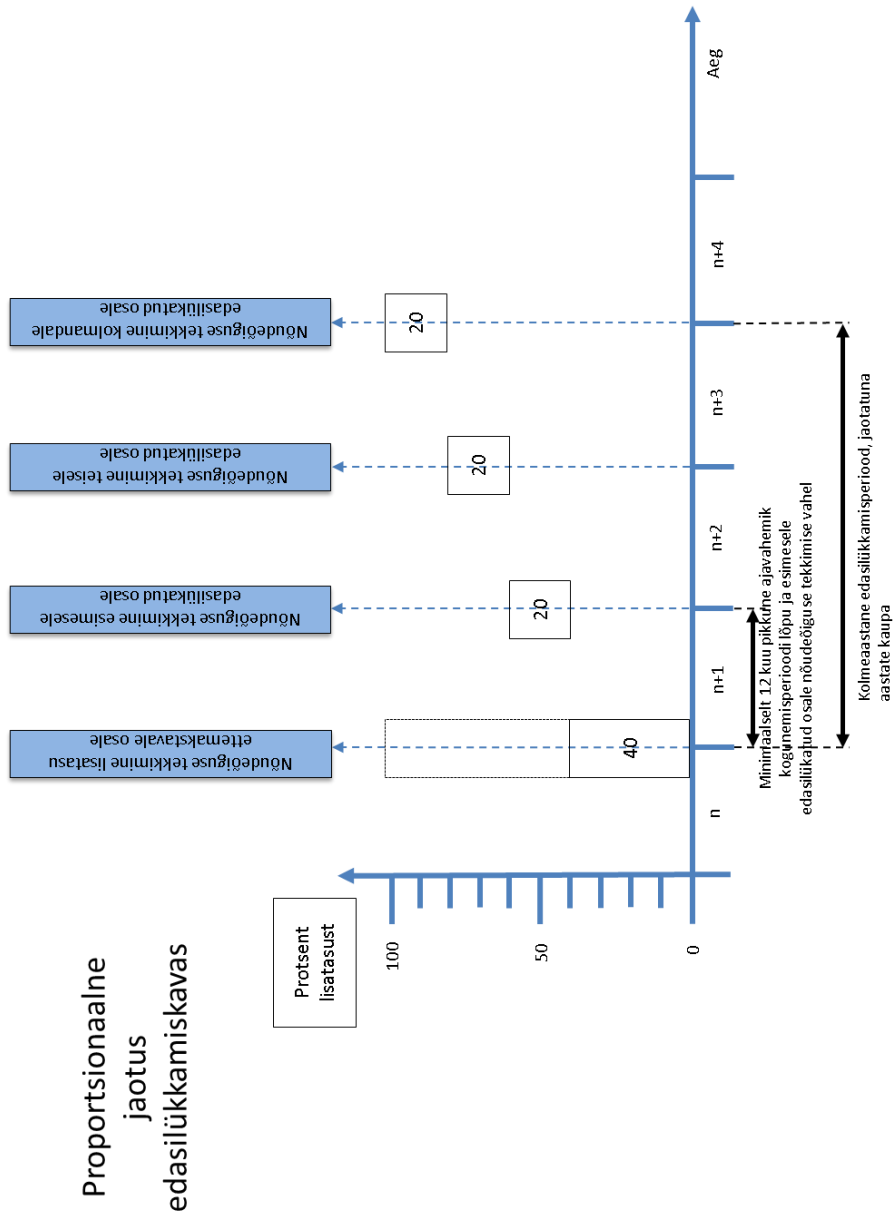 Proportsionaalne
jaotus
edasilükkamiskavas
Protsent
lisatasust
100
50
0
Nõudeõiguse tekkimine lisatasu
ettemakstavale osale
Nõudeõiguse tekkimine esimesele
edasilükatud osale
Nõudeõiguse tekkimine teisele
edasilükatud osale
Nõudeõiguse tekkimine kolmandale
edasilükatud osale
40
20
20
20
n
n+1
n+2
n+3
n+4
Aeg
Minimaalselt 12 kuu pikkune ajavahemik
kogunemisperioodi lõpu ja esimesele
edasilükatud osale nõudeõiguse tekkimise vahel
Kolmeaastane edasilükkamisperiood, jaotatuna
aastate kaupa